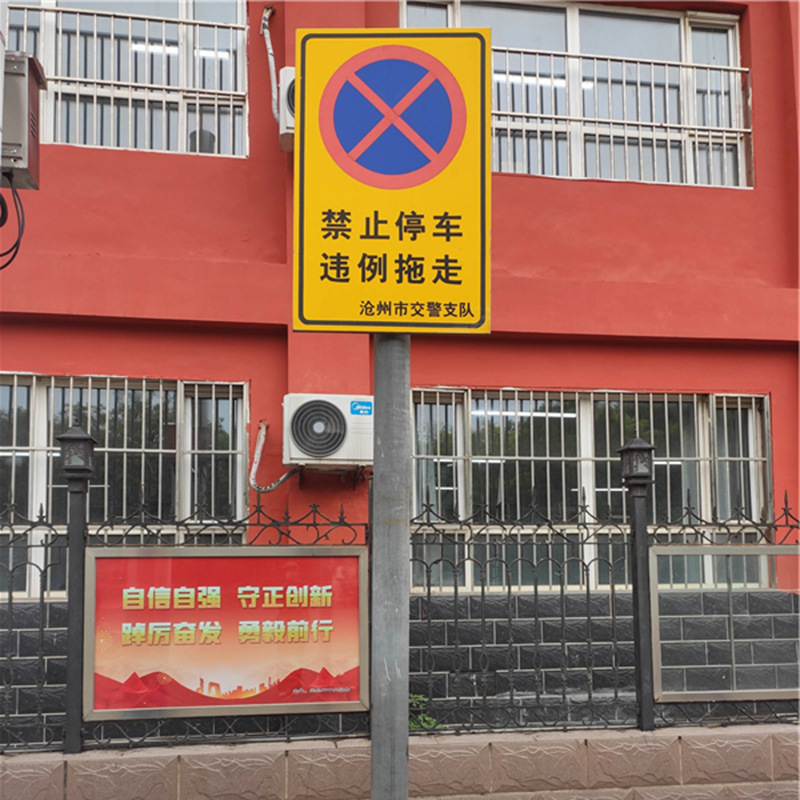 禁止停车
违例拖走
沧州市交警支队
Midea
自信自强 守正创新
踔厉奋发 勇毅前行